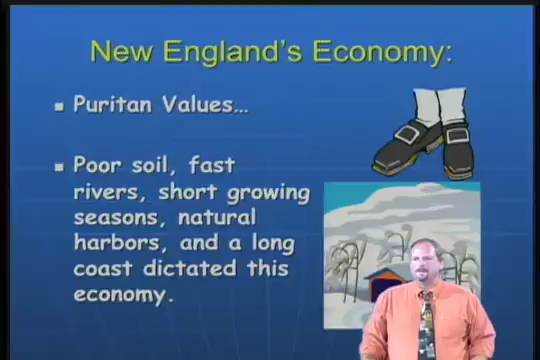 New England's Economy:
Puritan Values…
Poor soil, fast
rivers, short growing
seasons, natural
harbors, and a long
coast dictated this
economy.